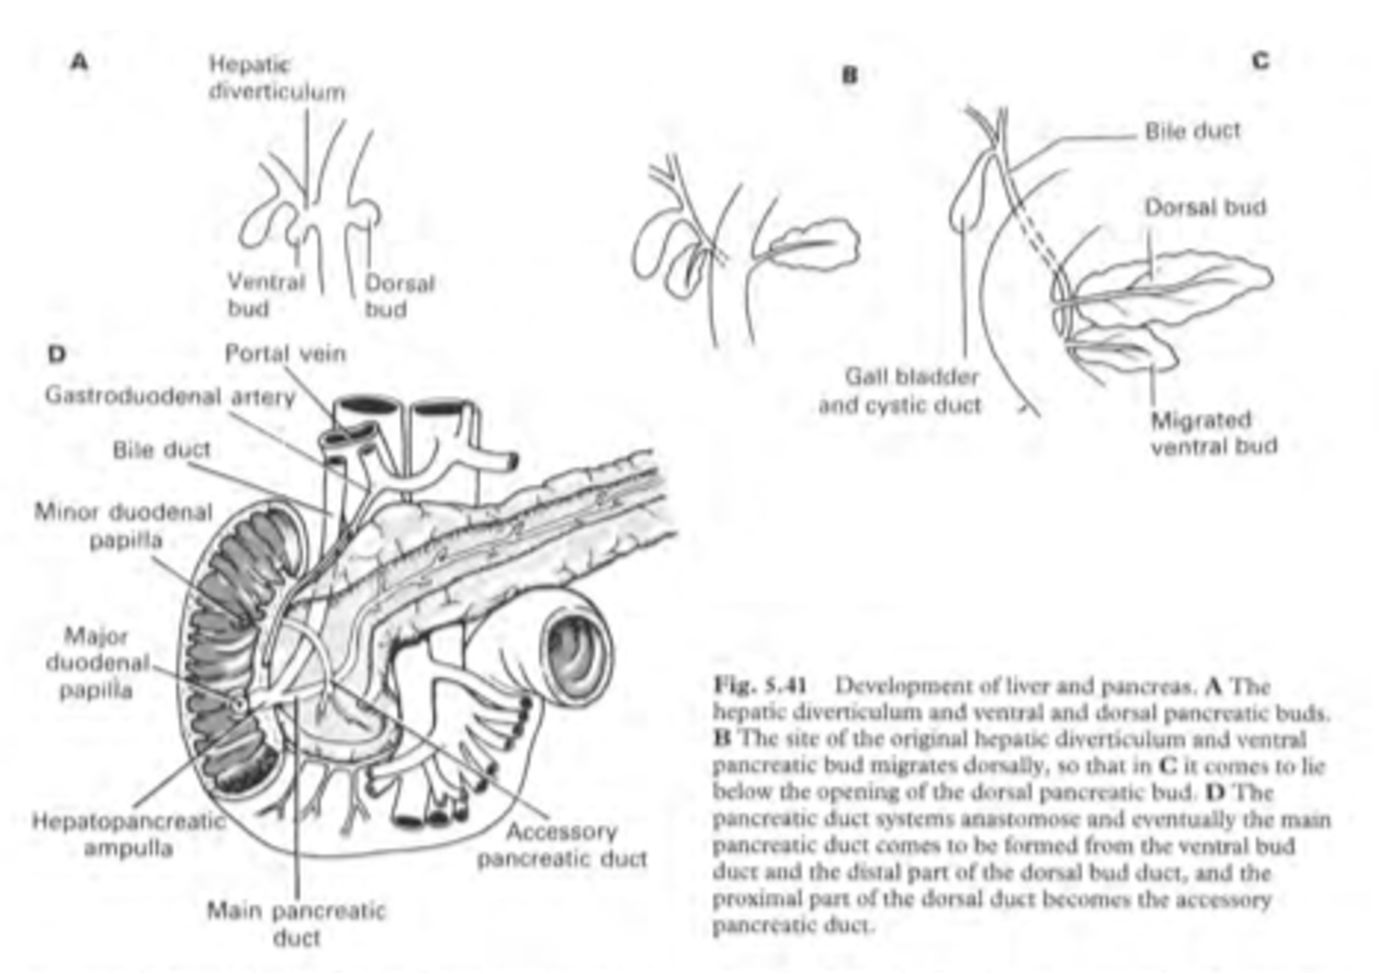 A
Hepatic
diverticulum
Ventral
bud
Dorsal
bud
B
C
Bile duct
Dorsal bud
Gall bladder
and cystic duct
Migrated
ventral bud
D
Portal vein
Gastroduodenal artery
Bile duct
Minor duodenal
papilla
Major
duodenal
papilla
Hepatopancreatic
ampulla
Main pancreatic
duct
Accessory
pancreatic duct
Fig. 5.41 Development of liver and pancreas. A The
hepatic diverticulum and ventral and dorsal pancreatic buds.
B The site of the original hepatic diverticulum and ventral
pancreatic bud migrates dorsally, so that in C it comes to lie
below the opening of the dorsal pancreatic bud. D The
pancreatic duct systems anastomose and eventually the main
pancreatic duct comes to be formed from the ventral bud
duct and the distal part of the dorsal bud duct, and the
proximal part of the dorsal duct becomes the accessory
pancreatic duct.